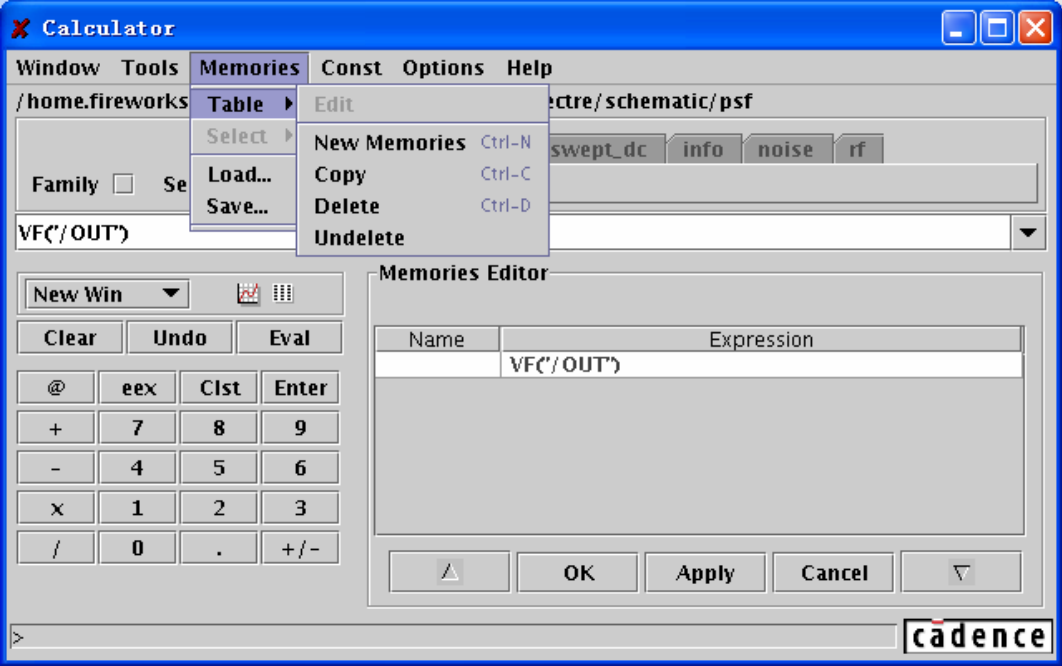 Calculator
Window Tools Memories Const Options Help
/home.fireworks ectre/schematic/psf
Table Edit
Select New Memories Ctrl-N swept_dc info noise rf
Family Se Load... Copy Ctrl-C
Save... Delete Ctrl-D
VF("/OUT") Undelete
Memories Editor
New Win
Clear Undo Eval Name Expression
VF("/OUT")
@ eex Clst Enter
+ 7 8 9
- 4 5 6
x 1 2 3
/ 0 . +/-
OK Apply Cancel
>
cādence